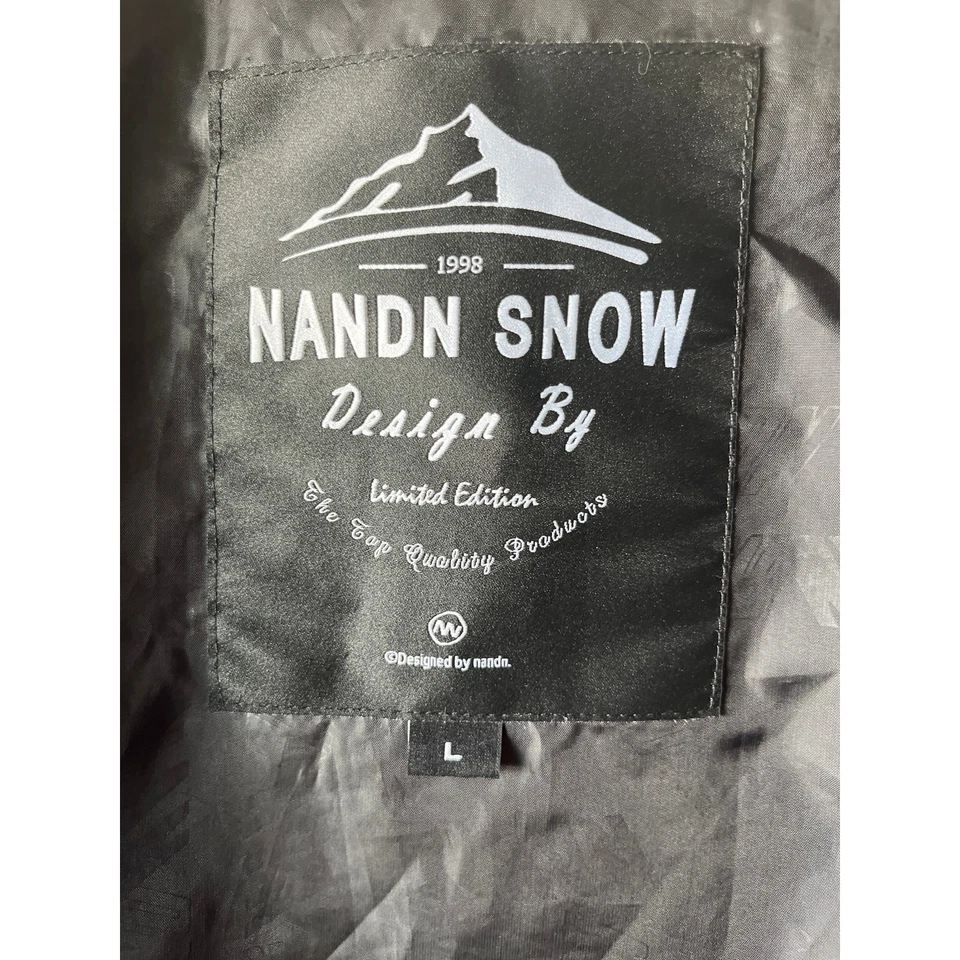 1998
NANDN SNOW
Design By
Limited Edition
The Top Quality Products
©Designed by nandn.
L